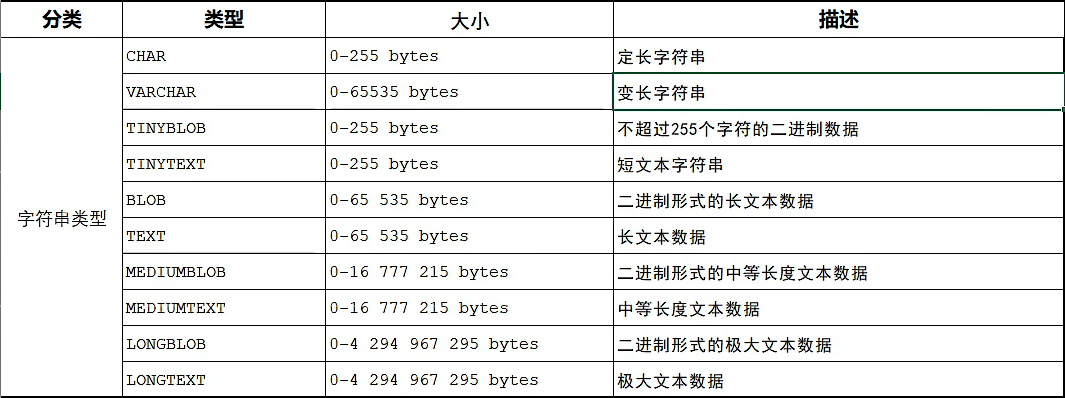 分类 类型 大小 描述
CHAR 0-255 bytes 定长字符串
VARCHAR 0-65535 bytes 变长字符串
TINYBLOB 0-255 bytes 不超过255个字符的二进制数据
TINYTEXT 0-255 bytes 短文本字符串
BLOB 0-65 535 bytes 二进制形式的长文本数据
字符串类型
TEXT 0-65 535 bytes 长文本数据
MEDIUMBLOB 0-16 777 215 bytes 二进制形式的中等长度文本数据
MEDIUMTEXT 0-16 777 215 bytes 中等长度文本数据
LONGBLOB 0-4 294 967 295 bytes 二进制形式的极大文本数据
LONGTEXT 0-4 294 967 295 bytes 极大文本数据